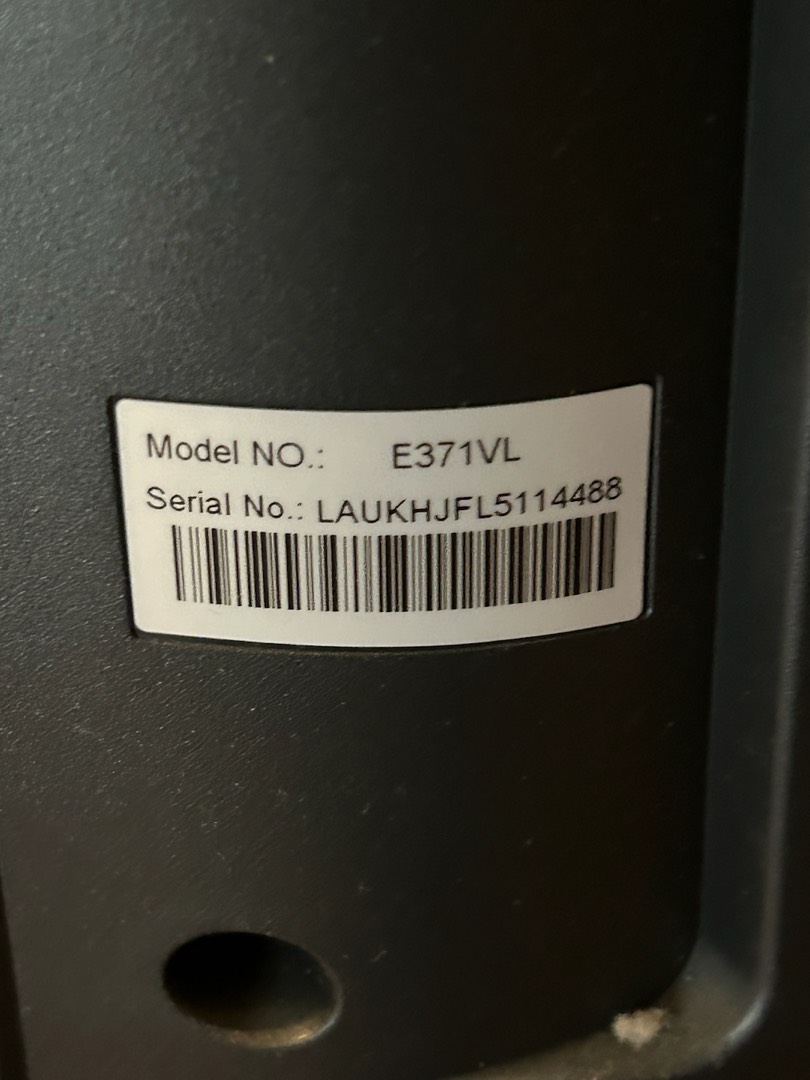 Model NO.: E371VL
Serial No.: LAUKHJFL5114488